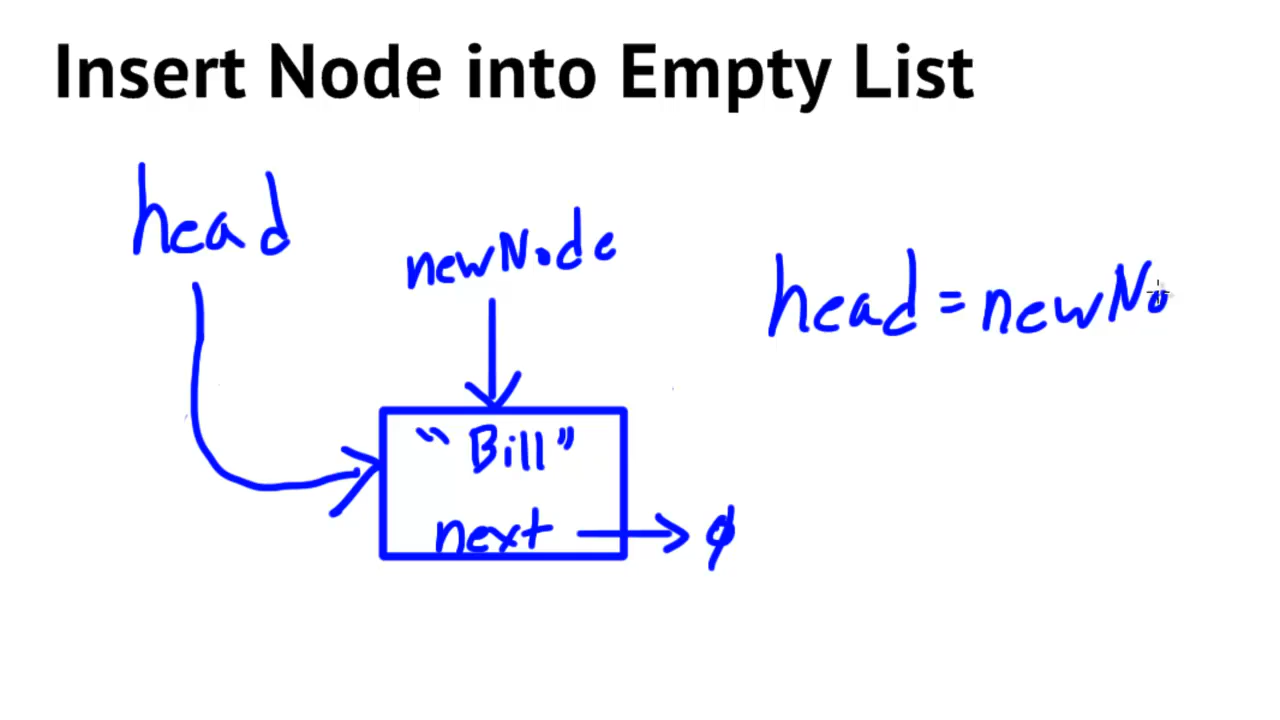 Insert Node into Empty List
head
newNode
head = newNo
"Bill"
next → ϕ